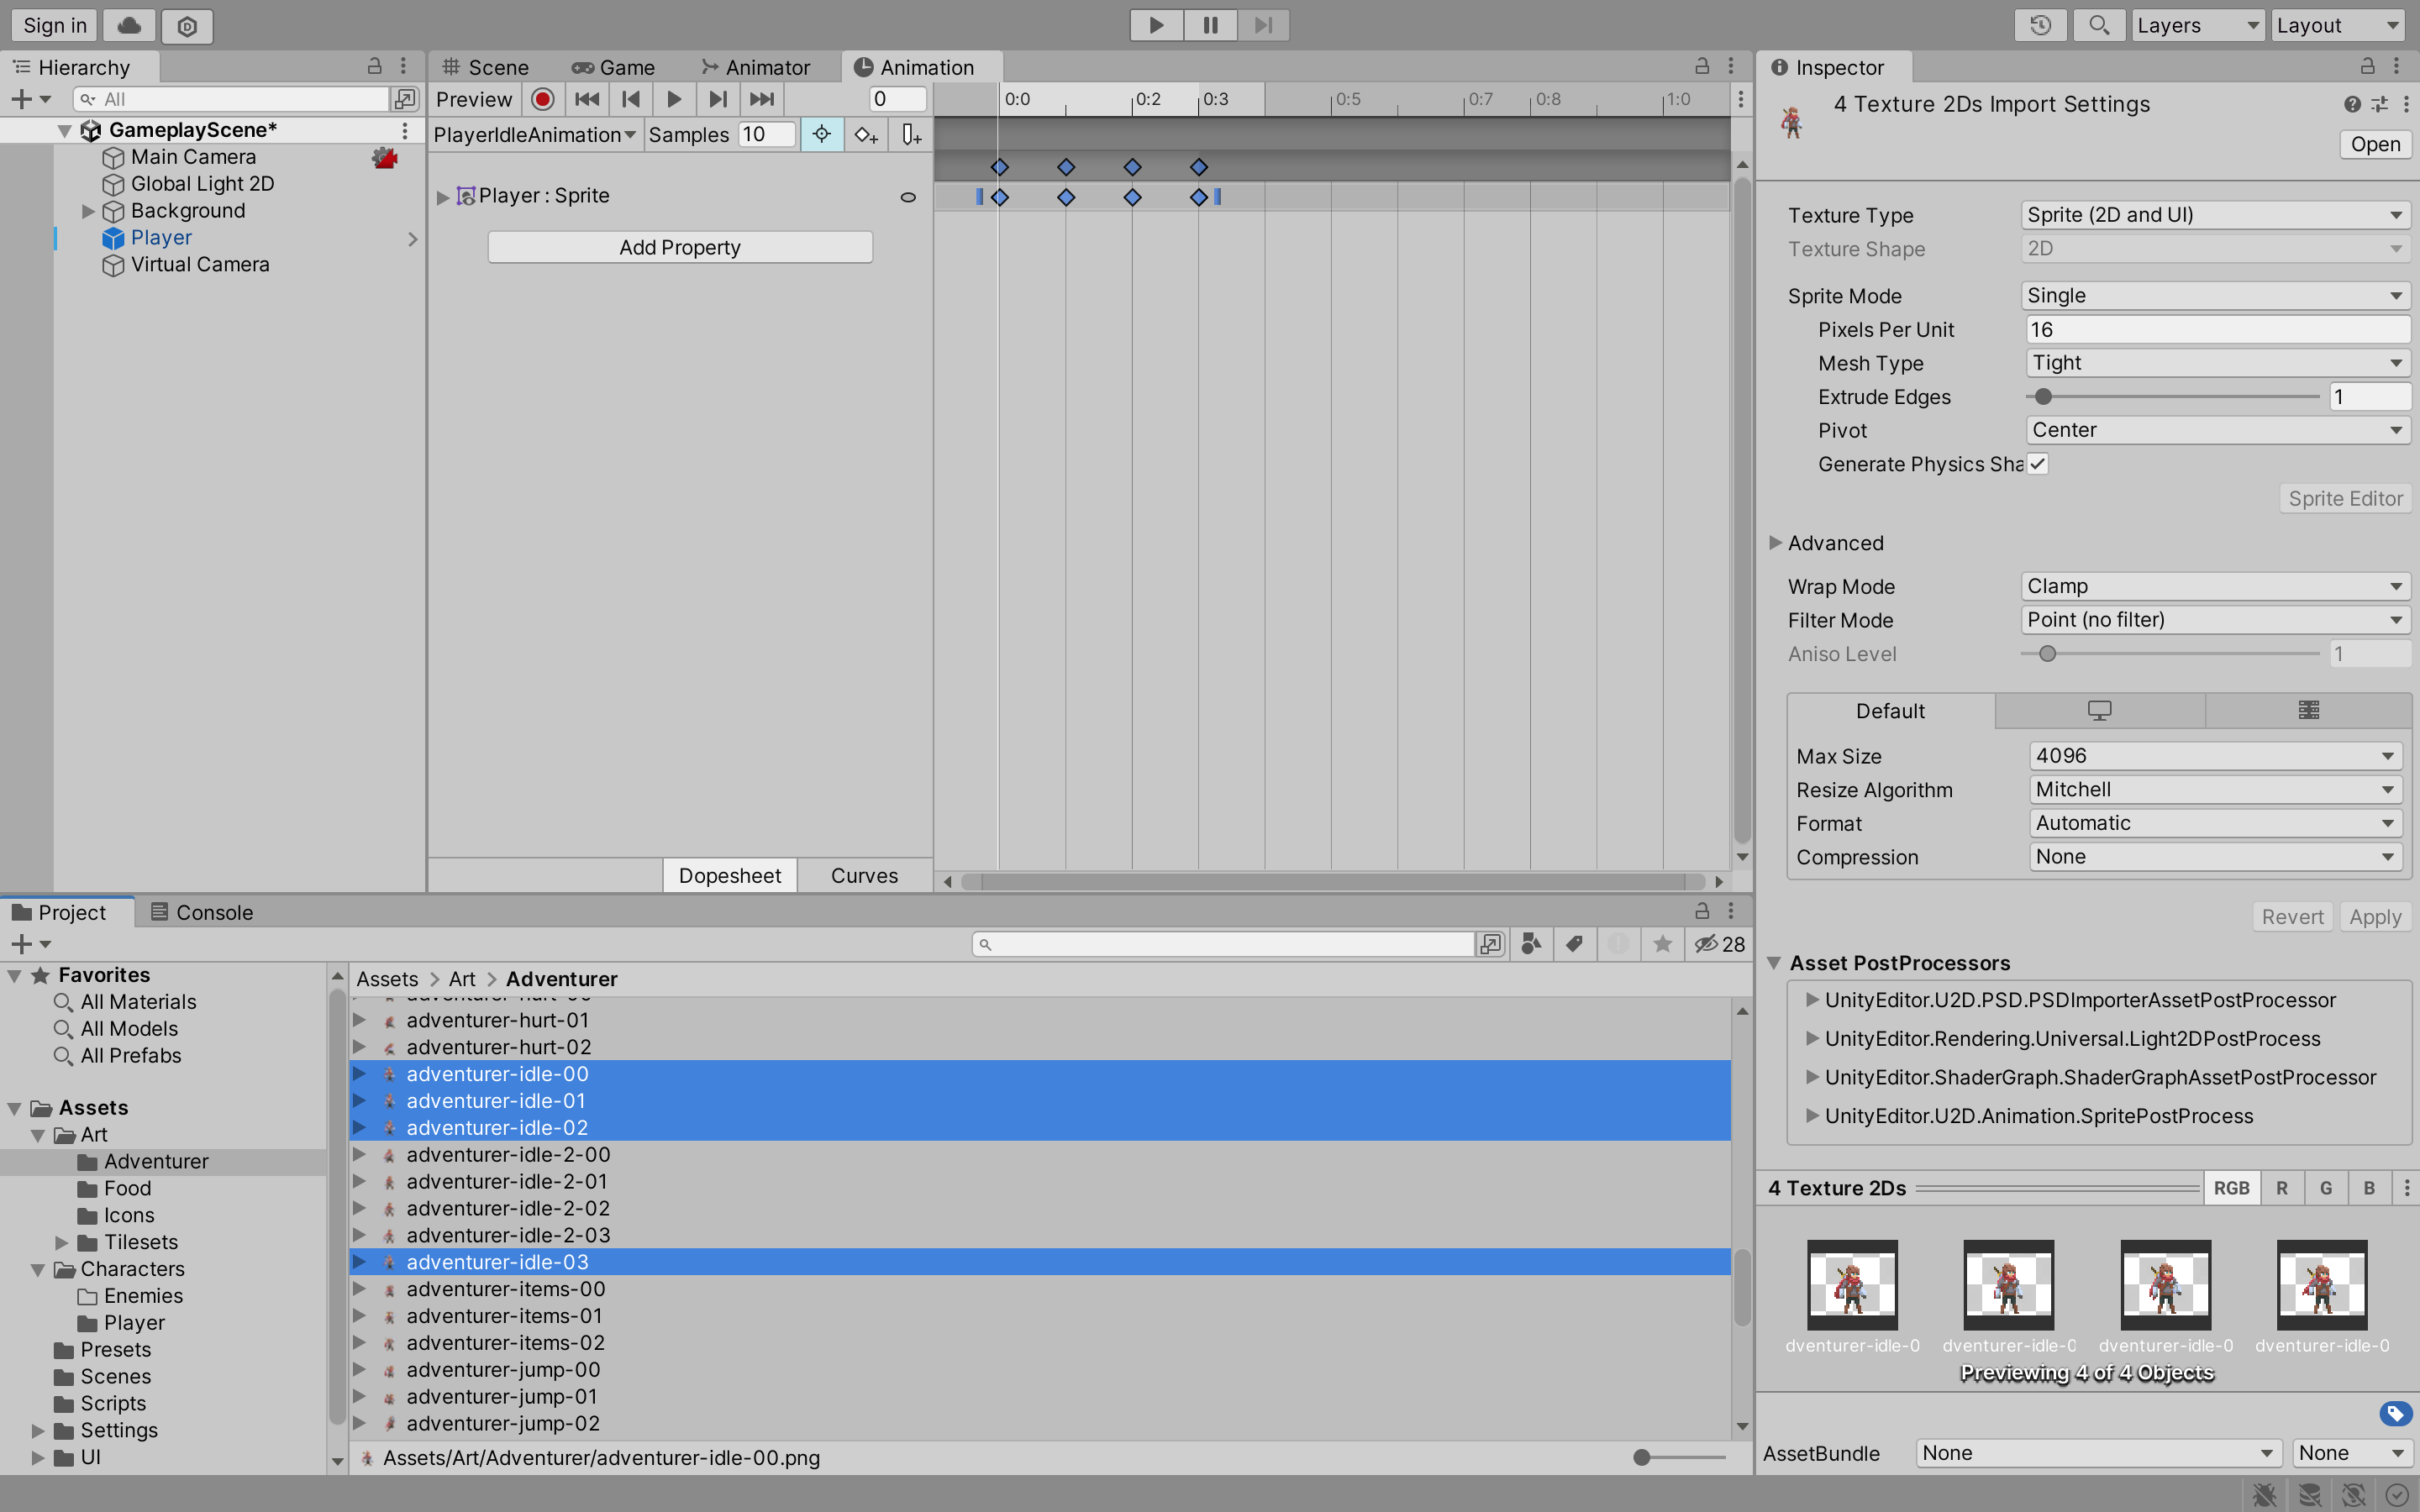 Sign in
Layers
Layout
Hierarchy
All
GameplayScene*
Main Camera
Global Light 2D
Background
Player
Virtual Camera
Scene
Game
Animator
Animation
Preview
0
0:0 0:2 0:3 0:5 0:7 0:8 1:0
PlayerIdleAnimation
Samples
10
Player : Sprite
Add Property
Dopesheet
Curves
Inspector
4 Texture 2Ds Import Settings
Open
Texture Type
Sprite (2D and UI)
Texture Shape
2D
Sprite Mode
Single
Pixels Per Unit
16
Mesh Type
Tight
Extrude Edges
1
Pivot
Center
Generate Physics Sha
Sprite Editor
Advanced
Wrap Mode
Clamp
Filter Mode
Point (no filter)
Aniso Level
1
Default
Max Size
4096
Resize Algorithm
Mitchell
Format
Automatic
Compression
None
Revert
Apply
Asset PostProcessors
UnityEditor.U2D.PSD.PSDImporterAssetPostProcessor
UnityEditor.Rendering.Universal.Light2DPostProcess
UnityEditor.ShaderGraph.ShaderGraphAssetPostProcessor
UnityEditor.U2D.Animation.SpritePostProcess
4 Texture 2Ds
RGB
R
G
B
dventurer-idle-0
dventurer-idle-0
dventurer-idle-0
dventurer-idle-0
Previewing 4 of 4 Objects
AssetBundle
None
None
Project
Console
28
Favorites
All Materials
All Models
All Prefabs
Assets
Art
Adventurer
Food
Icons
Tilesets
Characters
Enemies
Player
Presets
Scenes
Scripts
Settings
UI
Assets > Art > Adventurer
adventurer-hurt-01
adventurer-hurt-02
adventurer-idle-00
adventurer-idle-01
adventurer-idle-02
adventurer-idle-2-00
adventurer-idle-2-01
adventurer-idle-2-02
adventurer-idle-2-03
adventurer-idle-03
adventurer-items-00
adventurer-items-01
adventurer-items-02
adventurer-jump-00
adventurer-jump-01
adventurer-jump-02
Assets/Art/Adventurer/adventurer-idle-00.png